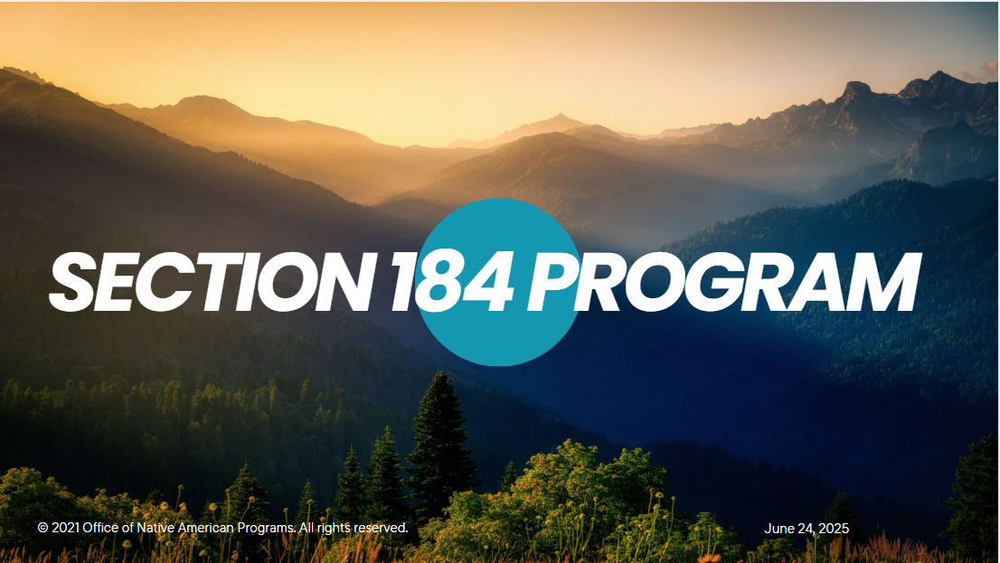 SECTION 184 PROGRAM
© 2021 Office of Native American Programs. All rights reserved.
June 24, 2025